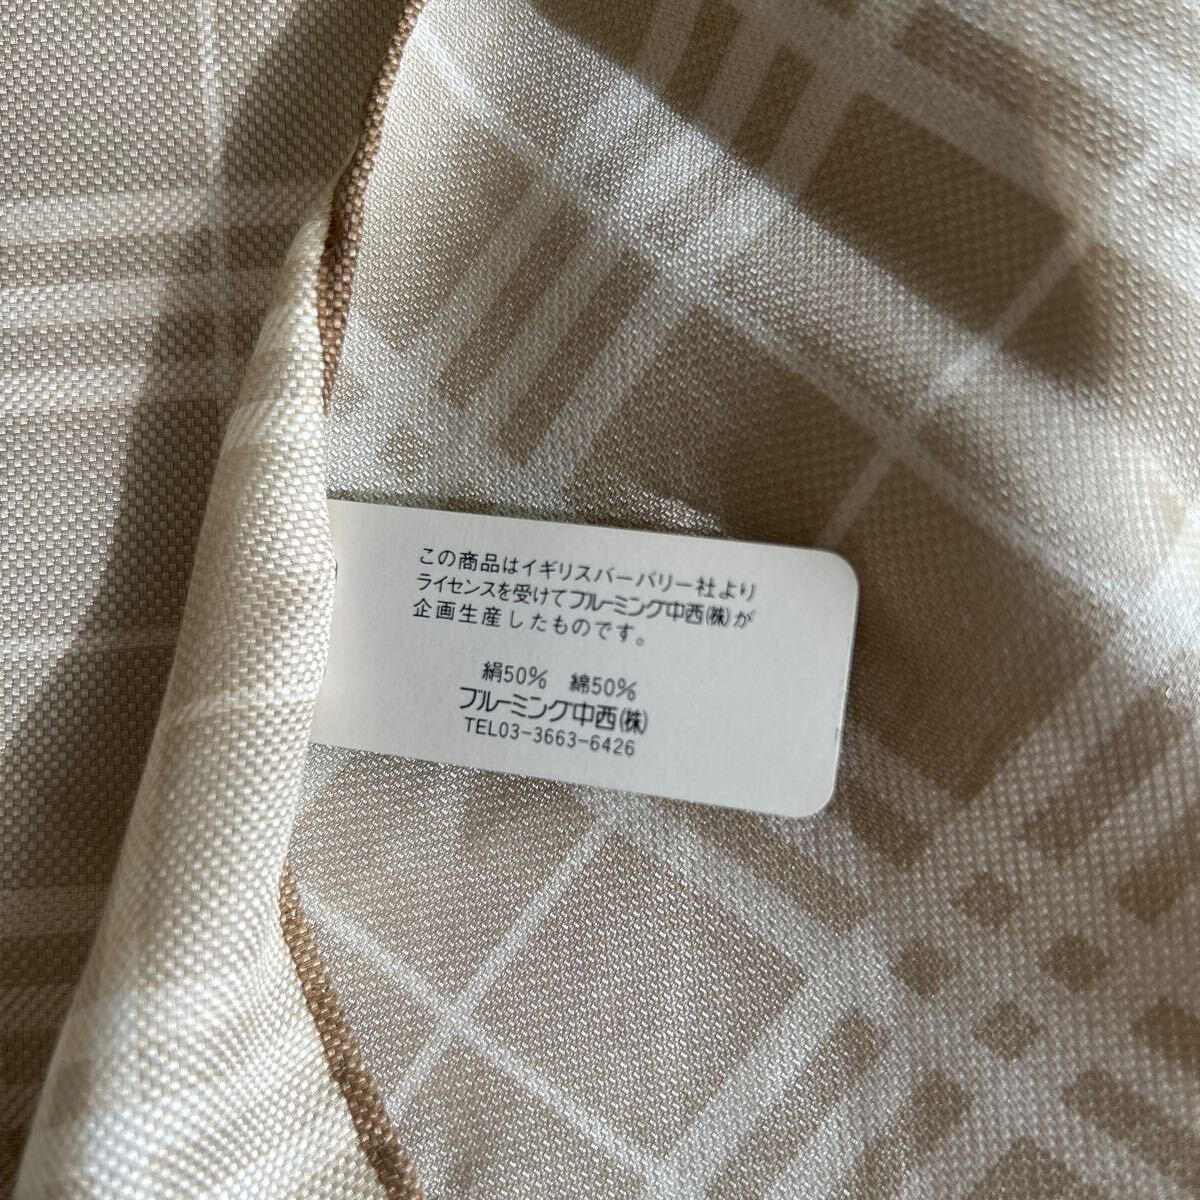 この商品はイギリスバーバリー社より
ライセンスを受けてブルーミング中西(株)が
企画生産したものです。
絹50% 綿50%
ブルーミング中西(株)
TEL03-3663-6426